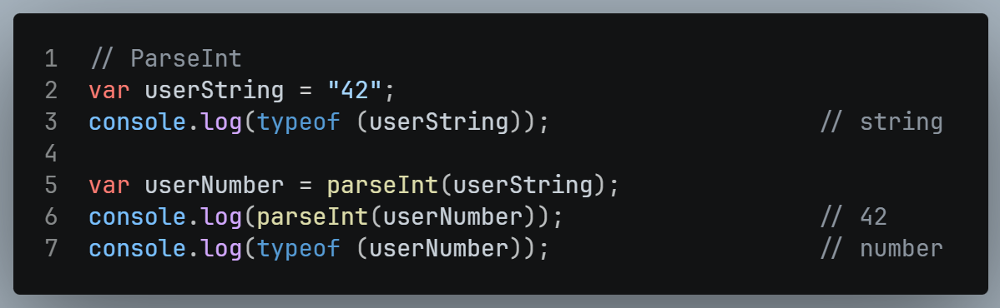 1 // ParseInt
2 var userString = "42";
3 console.log(typeof (userString)); // string
4
5 var userNumber = parseInt(userString);
6 console.log(parseInt(userNumber)); // 42
7 console.log(typeof (userNumber)); // number